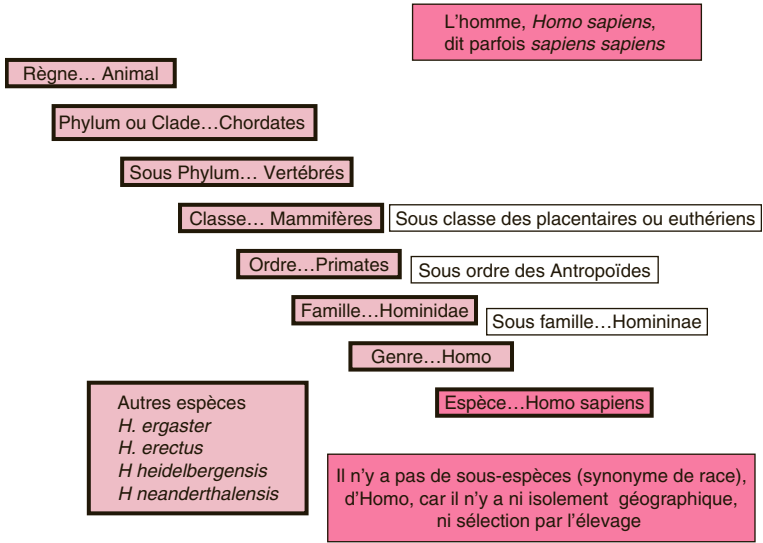 L'homme, Homo sapiens,
dit parfois sapiens sapiens
Règne… Animal
Phylum ou Clade…Chordates
Sous Phylum… Vertébrés
Classe… Mammifères
Sous classe des placentaires ou euthériens
Ordre…Primates
Sous ordre des Antropoïdes
Famille…Hominidae
Sous famille…Homininae
Genre…Homo
Espèce…Homo sapiens
Autres espèces
H. ergaster
H. erectus
H heidelbergensis
H neanderthalensis
Il n'y a pas de sous-espèces (synonyme de race),
d'Homo, car il n'y a ni isolement géographique,
ni sélection par l'élevage